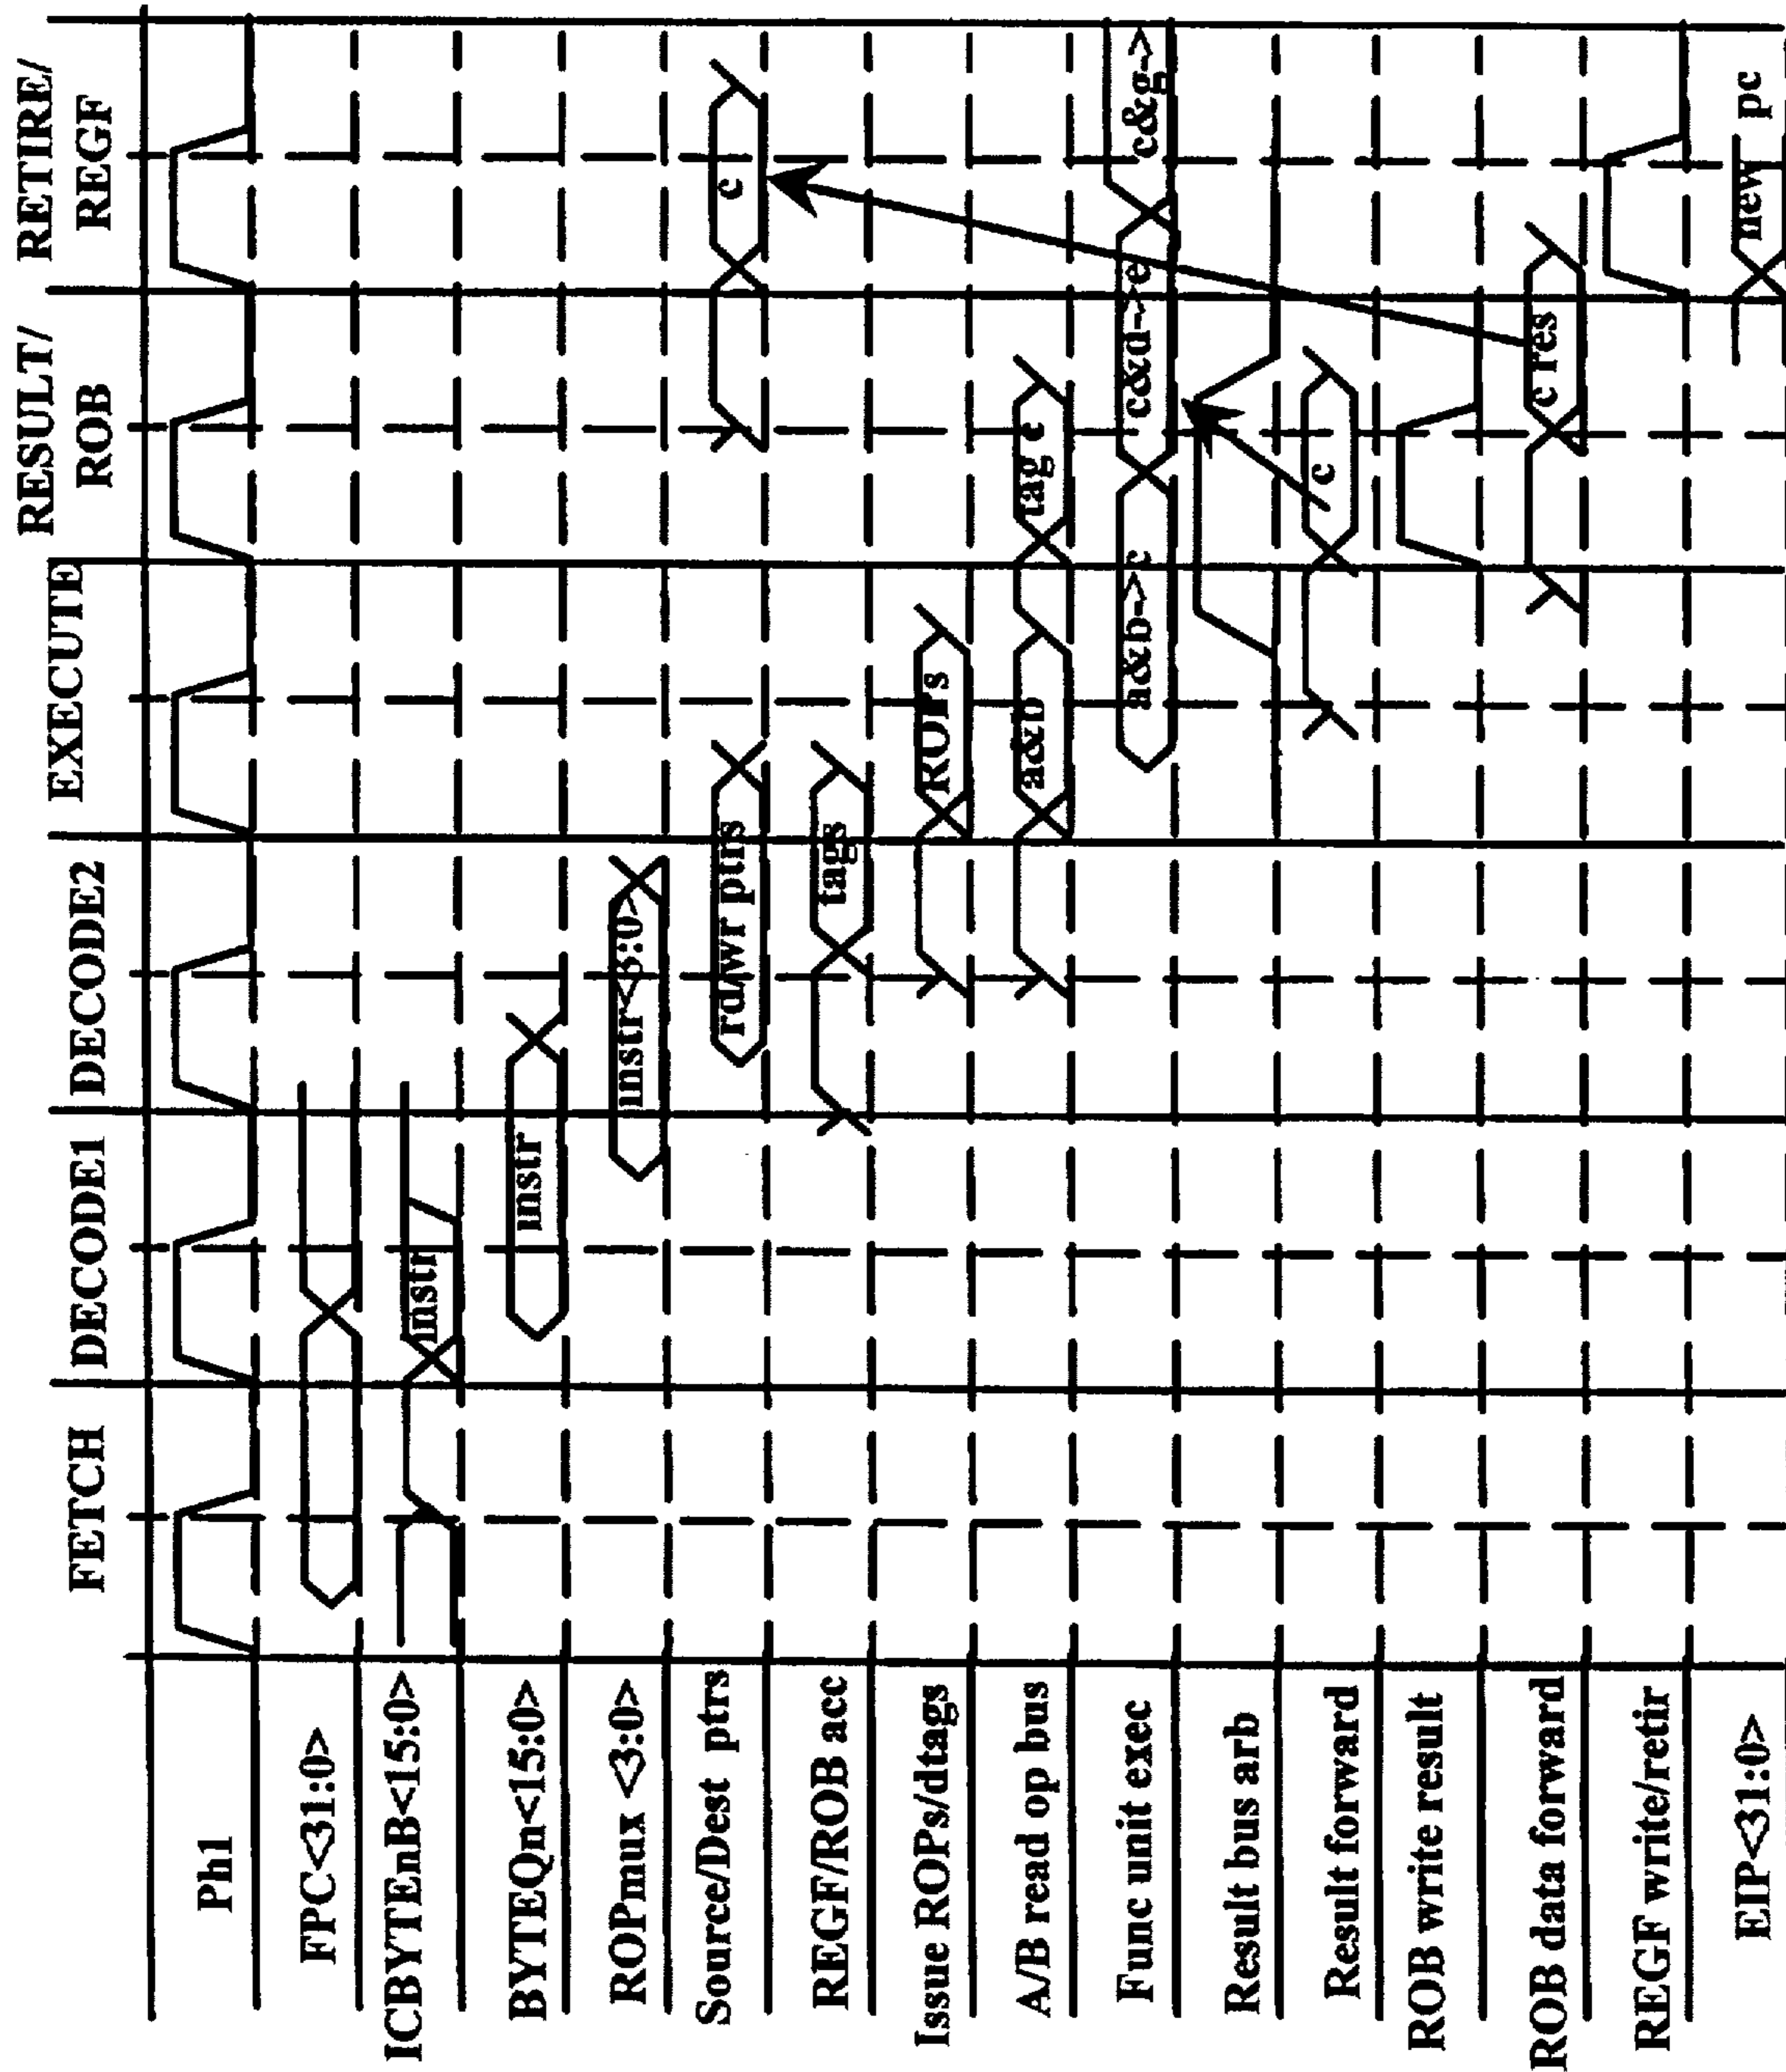 RESULT/ RETIRE/
FETCH DECODE1 DECODE2 EXECUTE ROB REGF
Ph1
FPC<31:0>
ICBYTEnB<15:0> instr
BYTEQn<15:0> instr
ROPmux <3:0> instr<3:0>
Source/Dest ptrs rd/wr ptrs c
REGF/ROB acc tags
Issue ROPs/dtags ROPs
A/B read op bus a&b tag c
Func unit exec a&b->c c&d->e c&g->
Result bus arb
Result forward c
ROB write result
ROB data forward c res
REGF write/retir
EIP<31:0> new pc